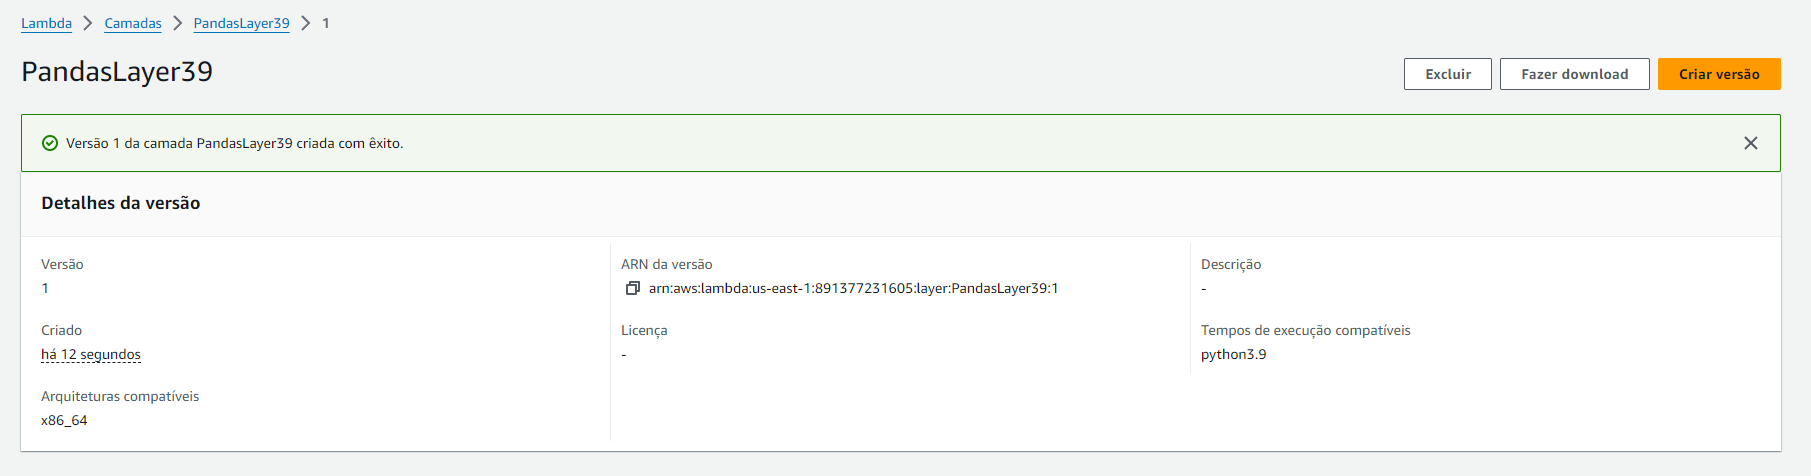 Lambda > Camadas > PandasLayer39 > 1
PandasLayer39
Excluir
Fazer download
Criar versão
Versão 1 da camada PandasLayer39 criada com êxito.
Detalhes da versão
Versão
1
ARN da versão
arn:aws:lambda:us-east-1:891377231605:layer:PandasLayer39:1
Descrição
-
Criado
há 12 segundos
Licença
-
Tempos de execução compatíveis
python3.9
Arquiteturas compatíveis
x86_64